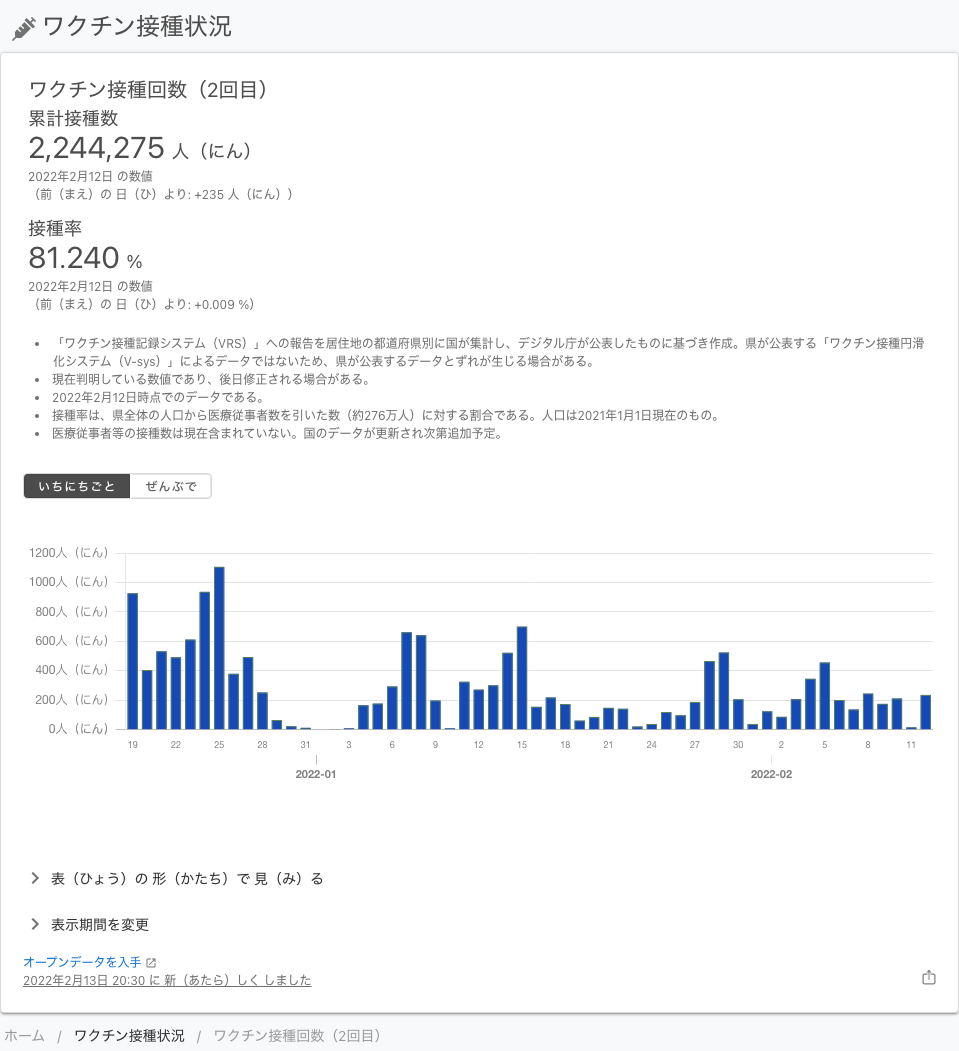 ワクチン接種状況
ワクチン接種回数（2回目）
累計接種数
2,244,275 人（にん）
2022年2月12日 の数値
（前（まえ）の 日（ひ）より: +235 人（にん））
接種率
81.240 %
2022年2月12日 の数値
（前（まえ）の 日（ひ）より: +0.009 %）
「ワクチン接種記録システム（VRS）」への報告を居住地の都道府県別に国が集計し、デジタル庁が公表したものに基づき作成。県が公表する「ワクチン接種円滑
化システム（V-sys）」によるデータではないため、県が公表するデータとずれが生じる場合がある。
現在判明している数値であり、後日修正される場合がある。
2022年2月12日時点でのデータである。
接種率は、県全体の人口から医療従事者数を引いた数（約276万人）に対する割合である。人口は2021年1月1日現在のもの。
医療従事者等の接種数は現在含まれていない。国のデータが更新され次第追加予定。
いちにちごと ぜんぶで
1200人（にん）
1000人（にん）
800人（にん）
600人（にん）
400人（にん）
200人（にん）
0人（にん）
19 22 25 28 31 3 6 9 12 15 18 21 24 27 30 2 5 8 11
2022-01 2022-02
表（ひょう）の 形（かたち）で 見（み）る
表示期間を変更
オープンデータを入手
2022年2月13日 20:30 に 新（あたら）しく しました
ホーム / ワクチン接種状況 / ワクチン接種回数（2回目）